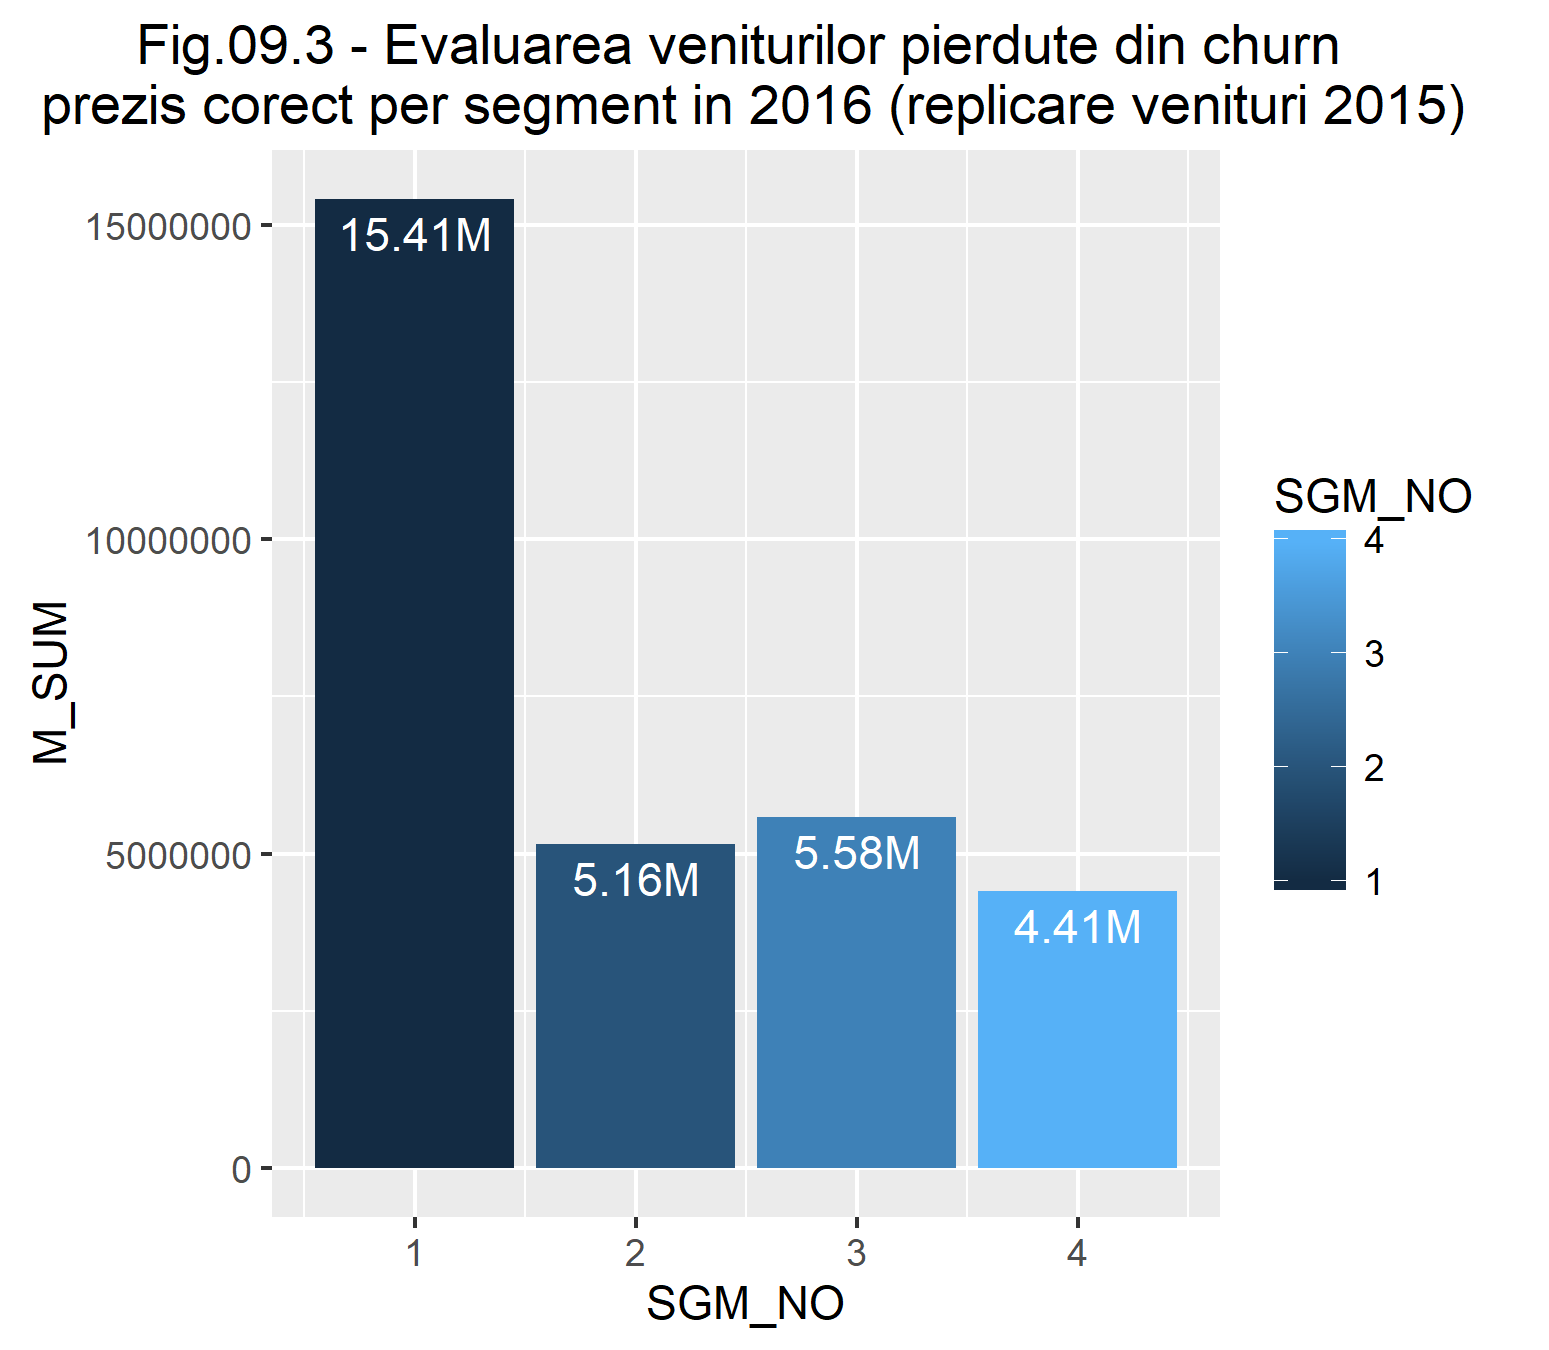 Fig.09.3 - Evaluarea veniturilor pierdute din churn
prezis corect per segment in 2016 (replicare venituri 2015)
15000000
10000000
5000000
0
M_SUM
15.41M
5.16M
5.58M
4.41M
1
2
3
4
SGM_NO
SGM_NO
4
3
2
1